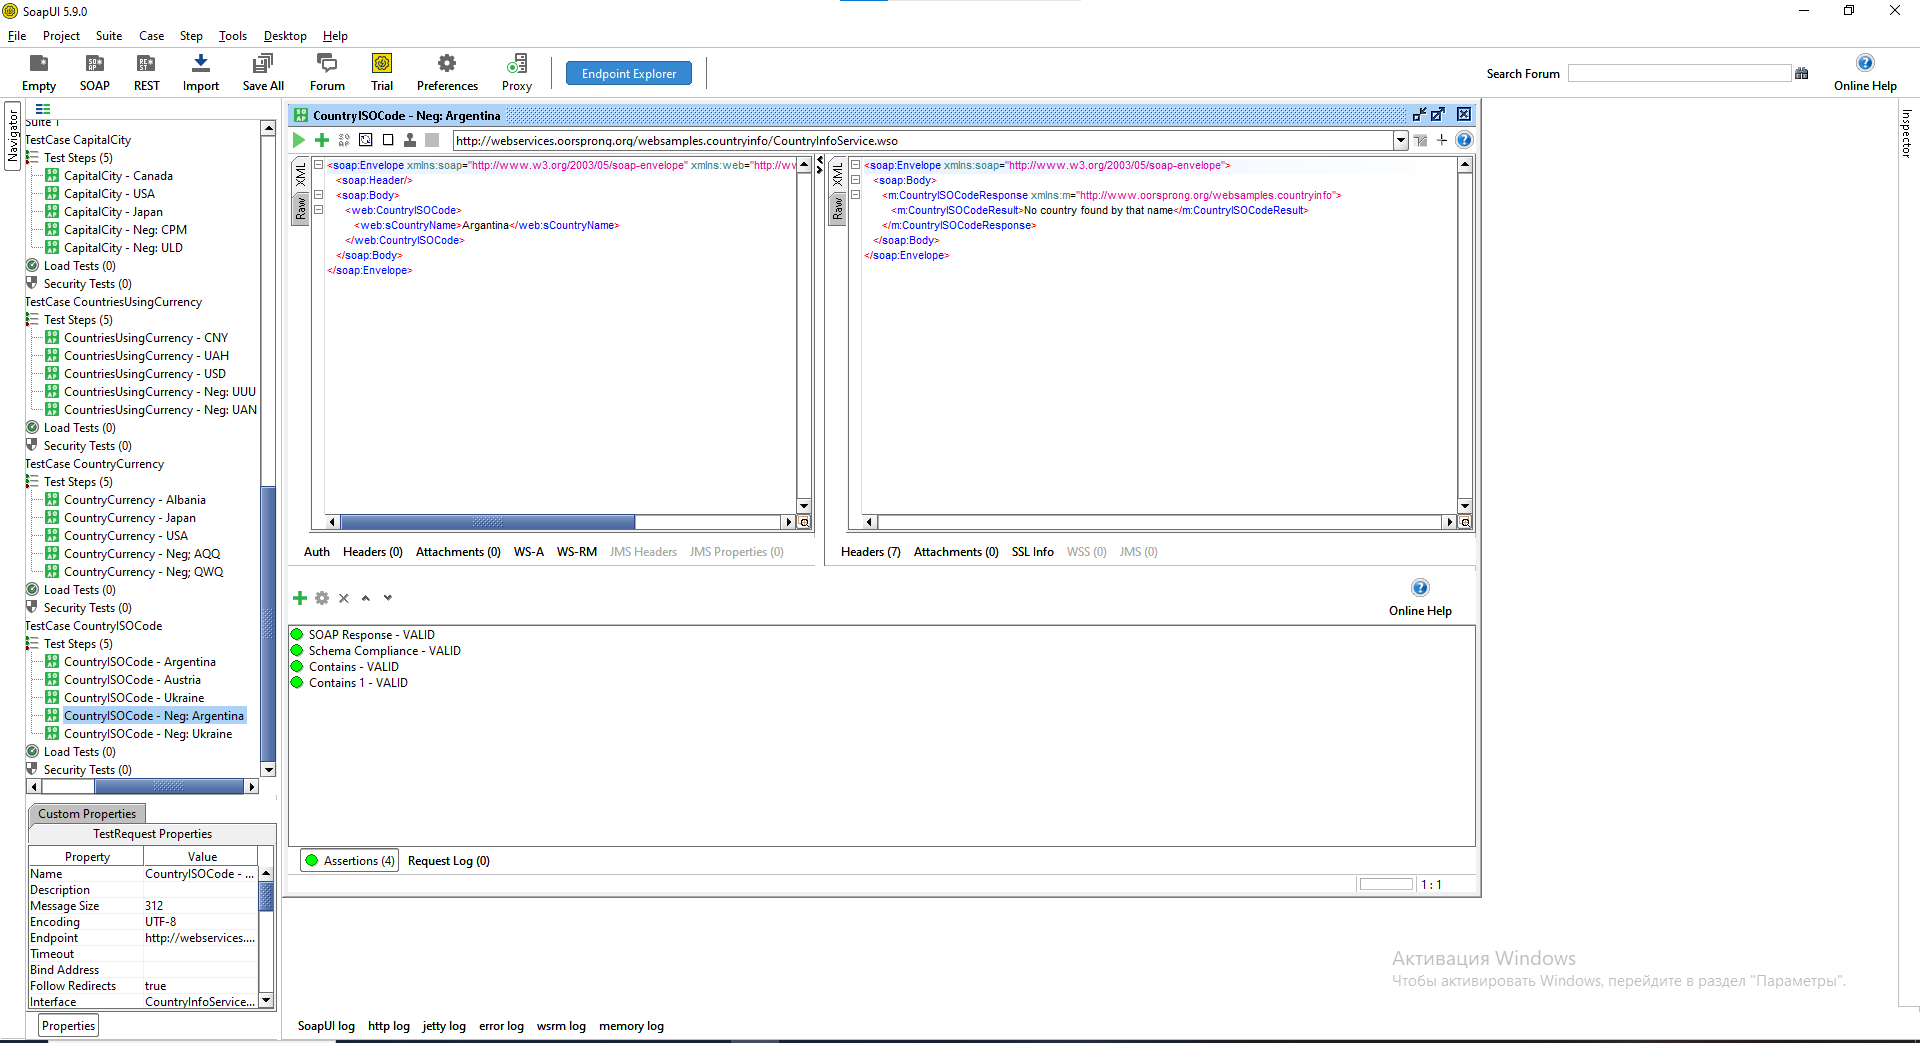 SoapUI 5.9.0
File Project Suite Case Step Tools Desktop Help
Empty SOAP REST Import Save All Forum Trial Preferences Proxy Endpoint Explorer Search Forum Online Help
Navigator
Inspector
Suite 1
TestCase CapitalCity
Test Steps (5)
CapitalCity - Canada
CapitalCity - USA
CapitalCity - Japan
CapitalCity - Neg: CPM
CapitalCity - Neg: ULD
Load Tests (0)
Security Tests (0)
TestCase CountriesUsingCurrency
Test Steps (5)
CountriesUsingCurrency - CNY
CountriesUsingCurrency - UAH
CountriesUsingCurrency - USD
CountriesUsingCurrency - Neg: UUU
CountriesUsingCurrency - Neg: UAN
Load Tests (0)
Security Tests (0)
TestCase CountryCurrency
Test Steps (5)
CountryCurrency - Albania
CountryCurrency - Japan
CountryCurrency - USA
CountryCurrency - Neg; AQQ
CountryCurrency - Neg; QWQ
Load Tests (0)
Security Tests (0)
TestCase CountryISOCode
Test Steps (5)
CountryISOCode - Argentina
CountryISOCode - Austria
CountryISOCode - Ukraine
CountryISOCode - Neg: Argentina
CountryISOCode - Neg: Ukraine
Load Tests (0)
Security Tests (0)
Custom Properties
TestRequest Properties
Property Value
Name CountryISOCode - ...
Description
Message Size 312
Encoding UTF-8
Endpoint http://webservices....
Timeout
Bind Address
Follow Redirects true
Interface CountryInfoService...
Properties
CountryISOCode - Neg: Argentina
http://webservices.oorsprong.org/websamples.countryinfo/CountryInfoService.wso
XML
Raw
<soap:Envelope xmlns:soap="http://www.w3.org/2003/05/soap-envelope" xmlns:web="http://ww
<soap:Header/>
<soap:Body>
<web:CountryISOCode>
<web:sCountryName>Argantina</web:sCountryName>
</web:CountryISOCode>
</soap:Body>
</soap:Envelope>
Auth Headers (0) Attachments (0) WS-A WS-RM JMS Headers JMS Properties (0)
XML
Raw
<soap:Envelope xmlns:soap="http://www.w3.org/2003/05/soap-envelope">
<soap:Body>
<m:CountryISOCodeResponse xmlns:m="http://www.oorsprong.org/websamples.countryinfo">
<m:CountryISOCodeResult>No country found by that name</m:CountryISOCodeResult>
</m:CountryISOCodeResponse>
</soap:Body>
</soap:Envelope>
Headers (7) Attachments (0) SSL Info WSS (0) JMS (0)
Online Help
SOAP Response - VALID
Schema Compliance - VALID
Contains - VALID
Contains 1 - VALID
Assertions (4) Request Log (0)
1 : 1
Активация Windows
Чтобы активировать Windows, перейдите в раздел "Параметры".
SoapUI log http log jetty log error log wsrm log memory log